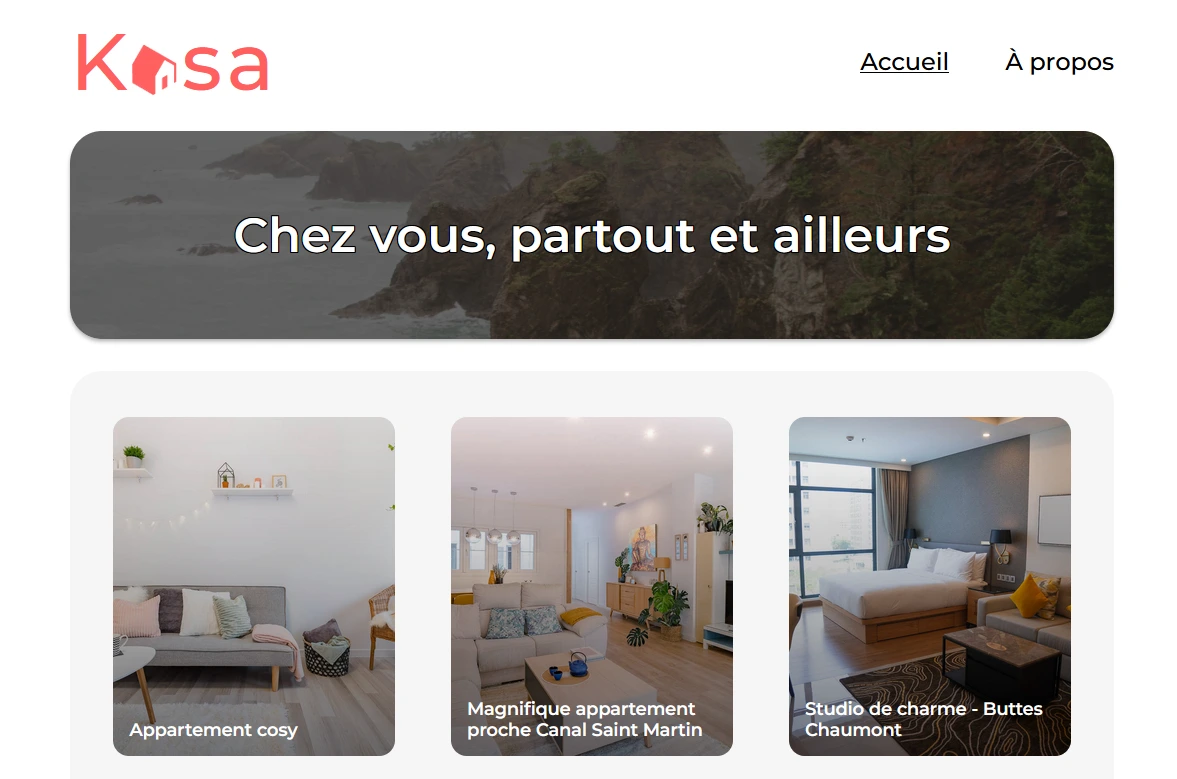 Kasa
Accueil
À propos
Chez vous, partout et ailleurs
Appartement cosy
Magnifique appartement
proche Canal Saint Martin
Studio de charme - Buttes
Chaumont